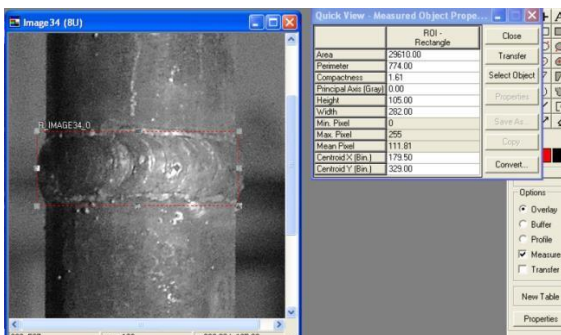 Image34 (8U)
R_IMAGE34_0
Quick View - Measured Object Prope...
ROI -
Rectangle
Area 29610.00
Perimeter 774.00
Compactness 1.61
Principal Axis (Gray) 0.00
Height 105.00
Width 282.00
Min. Pixel 0
Max. Pixel 255
Mean Pixel 111.81
Centroid X (Bin.) 179.50
Centroid Y (Bin.) 329.00
Close
Transfer
Select Object
Properties
Save As
Copy
Convert...
Options
Overlay
Buffer
Profile
Measure
Transfer
New Table
Properties